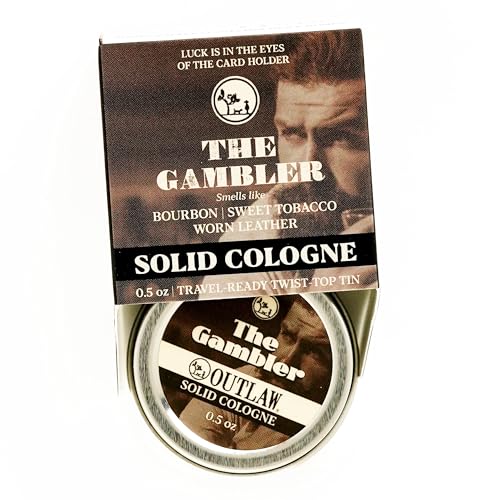 LUCK IS IN THE EYES
OF THE CARD HOLDER
THE
GAMBLER
Smells like
BOURBON | SWEET TOBACCO
WORN LEATHER
SOLID COLOGNE
0.5 oz | TRAVEL-READY TWIST-TOP TIN
The
Gambler
OUTLAW
SOLID COLOGNE
0.5 oz